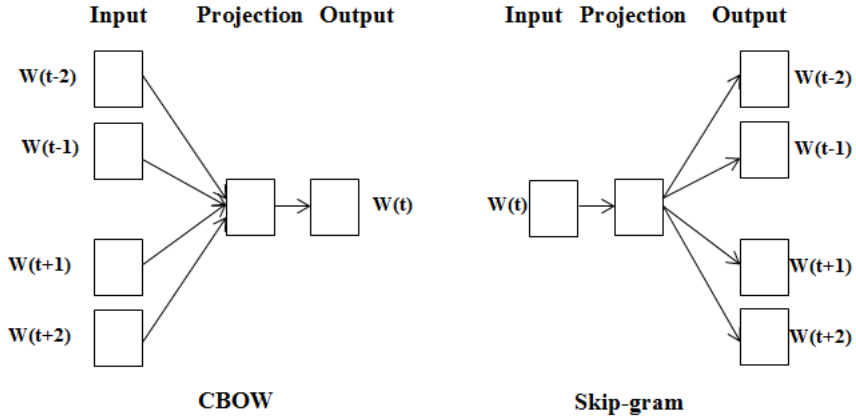 Input Projection Output
W(t-2)
W(t-1)
W(t)
W(t+1)
W(t+2)
CBOW
Input Projection Output
W(t-2)
W(t-1)
W(t)
W(t+1)
W(t+2)
Skip-gram